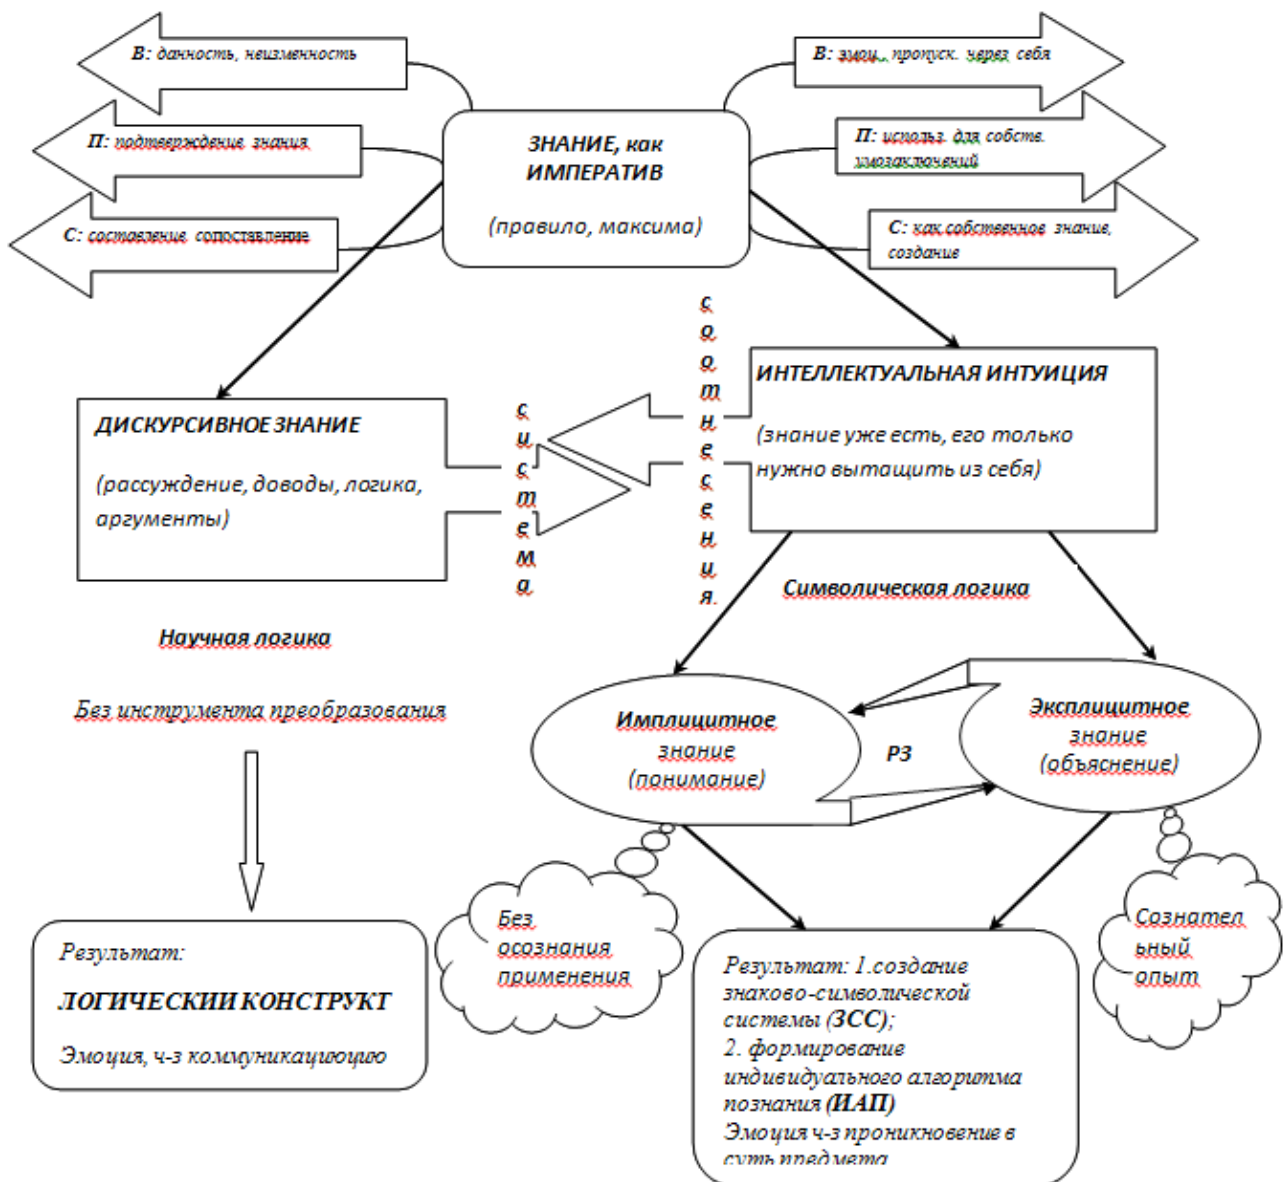 В: данность, неизменность
В: эмоц., пропуск. через себя
П: подтверждение знания
ЗНАНИЕ, как
ИМПЕРАТИВ
(правило, максима)
П: использ. для собств.
умозаключений
С: составление сопоставление
С: как собственное знание,
создание
соотнесения
система
ДИСКУРСИВНОЕ ЗНАНИЕ
(рассуждение, доводы, логика,
аргументы)
ИНТЕЛЛЕКТУАЛЬНАЯ ИНТУИЦИЯ
(знание уже есть, его только
нужно вытащить из себя)
Символическая логика
Научная логика
Без инструмента преобразования
Имплицитное
знание
(понимание)
РЗ
Эксплицитное
знание
(объяснение)
Без
осознания
применения
Сознател
ьный
опыт
Результат:
ЛОГИЧЕСКИЙ КОНСТРУКТ
Эмоция, ч-з коммуникациюцию
Результат: 1.создание
знаково-символической
системы (ЗСС);
2. формирование
индивидуального алгоритма
познания (ИАП)
Эмоция ч-з проникновение в
суть предмета